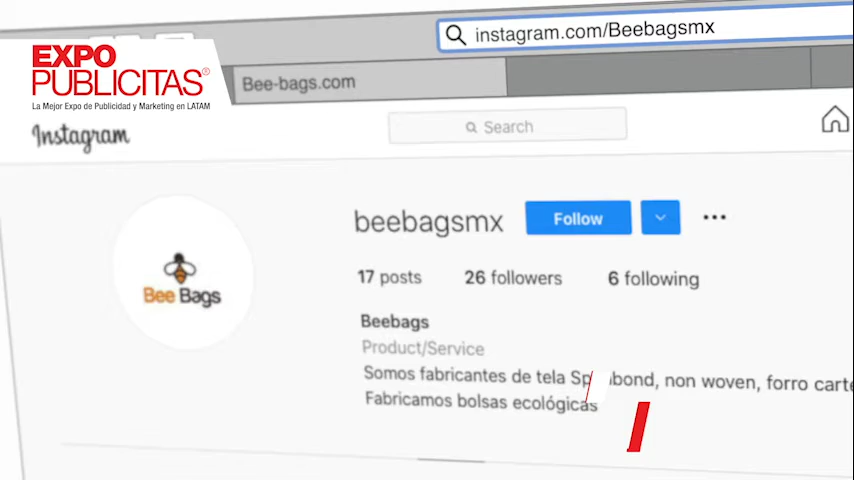 instagram.com/Beebagsmx
EXPO
PUBLICITAS®
La Mejor Expo de Publicidad y Marketing en LATAM
Bee-bags.com
Instagram
Search
beebagsmx
Follow
17 posts
26 followers
6 following
Bee Bags
Beebags
Product/Service
Somos fabricantes de tela Sp bond, non woven, forro carte
Fabricamos bolsas ecológicas